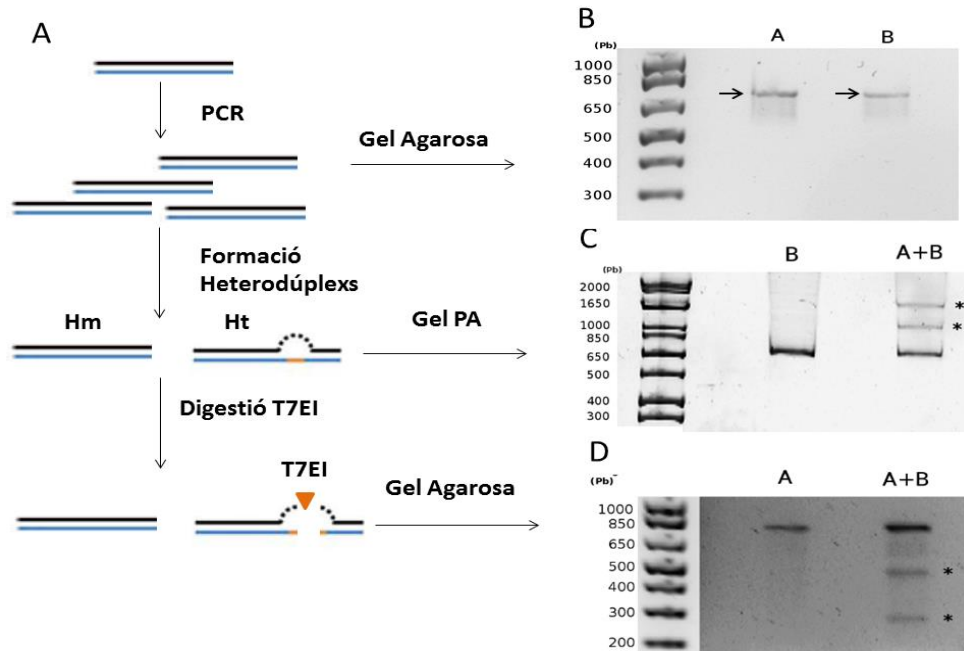 A
PCR
Gel Agarosa
Formació
Heterodúplexs
Hm
Ht
Gel PA
Digestió T7EI
T7EI
Gel Agarosa
B
(Pb)
A B
1000
850
650
500
400
300
C
(Pb)
B A+B
2000
1650
1000
850
650
500
400
300
*
*
D
(Pb)
A A+B
1000
850
650
500
400
300
200
*
*